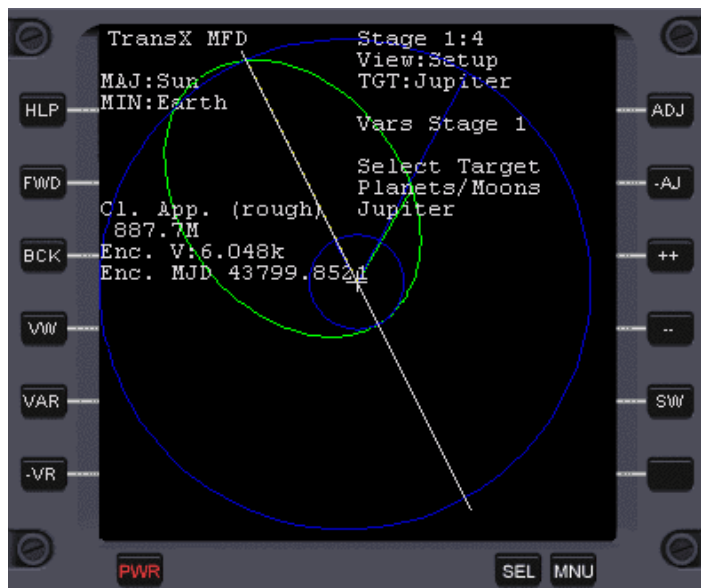 TransX MFD
Stage 1:4
View:Setup
MAJ:Sun
TGT:Jupiter
MIN:Earth
Vars Stage 1
Select Target
Planets/Moons
Cl. App. (rough)
Jupiter
887.7M
Enc. V:6.048k
Enc. MJD 43799.8521
HLP
FWD
BCK
VW
VAR
-VR
ADJ
-AJ
++
--
SW
PWR
SEL
MNU